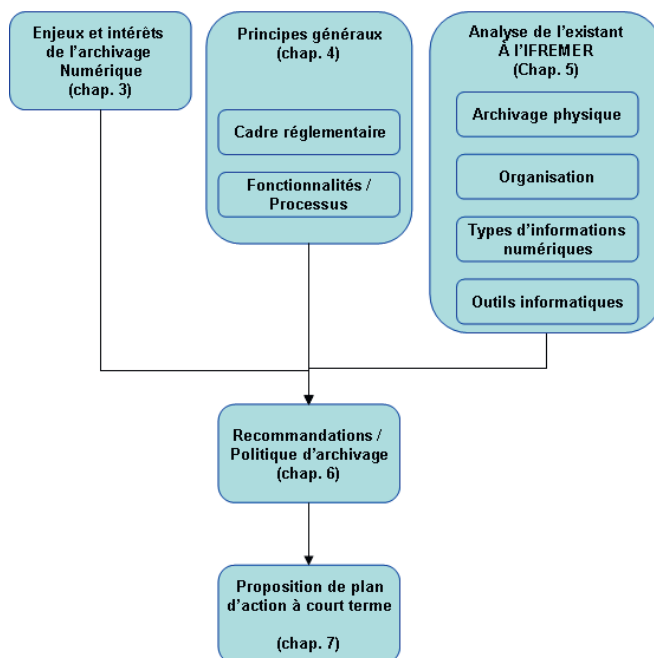 Enjeux et intérêts
de l'archivage
Numérique
(chap. 3)
Principes généraux
(chap. 4)
Cadre réglementaire
Fonctionnalités /
Processus
Analyse de l'existant
À l'IFREMER
(Chap. 5)
Archivage physique
Organisation
Types d'informations
numériques
Outils informatiques
Recommandations /
Politique d'archivage
(chap. 6)
Proposition de plan
d'action à court terme
(chap. 7)